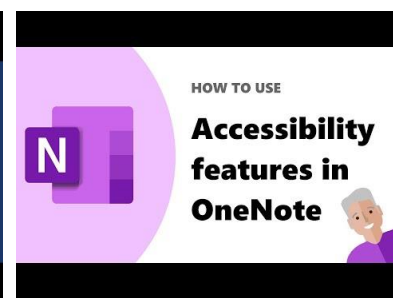 HOW TO USE
Accessibility
features in
OneNote
N